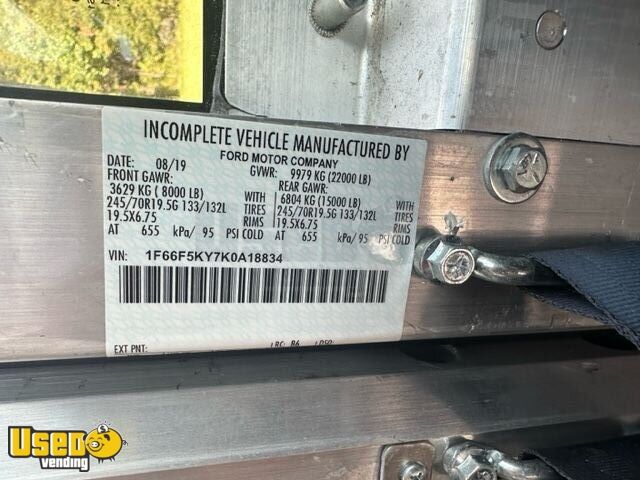 INCOMPLETE VEHICLE MANUFACTURED BY
FORD MOTOR COMPANY
DATE: 08/19 GVWR: 9979 KG (22000 LB)
FRONT GAWR: REAR GAWR:
3629 KG ( 8000 LB) WITH 6804 KG (15000 LB) WITH
245/70R19.5G 133/132L TIRES 245/70R19.5G 133/132L TIRES
19.5X6.75 RIMS 19.5X6.75 RIMS
AT 655 kPa/ 95 PSI COLD AT 655 kPa/ 95 PSI COLD
VIN: 1F66F5KY7K0A18834
EXT PNT: RC: B6 DSO:
Used
vending